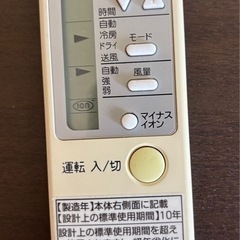 時間
自動
冷房
ドライ
送風
モード
自動
強
弱
風量
マイナス
イオン
運転 入/切
【製造年】本体右側面に記載
【設計上の標準使用期間】10年
設計上の標準使用期間を超え